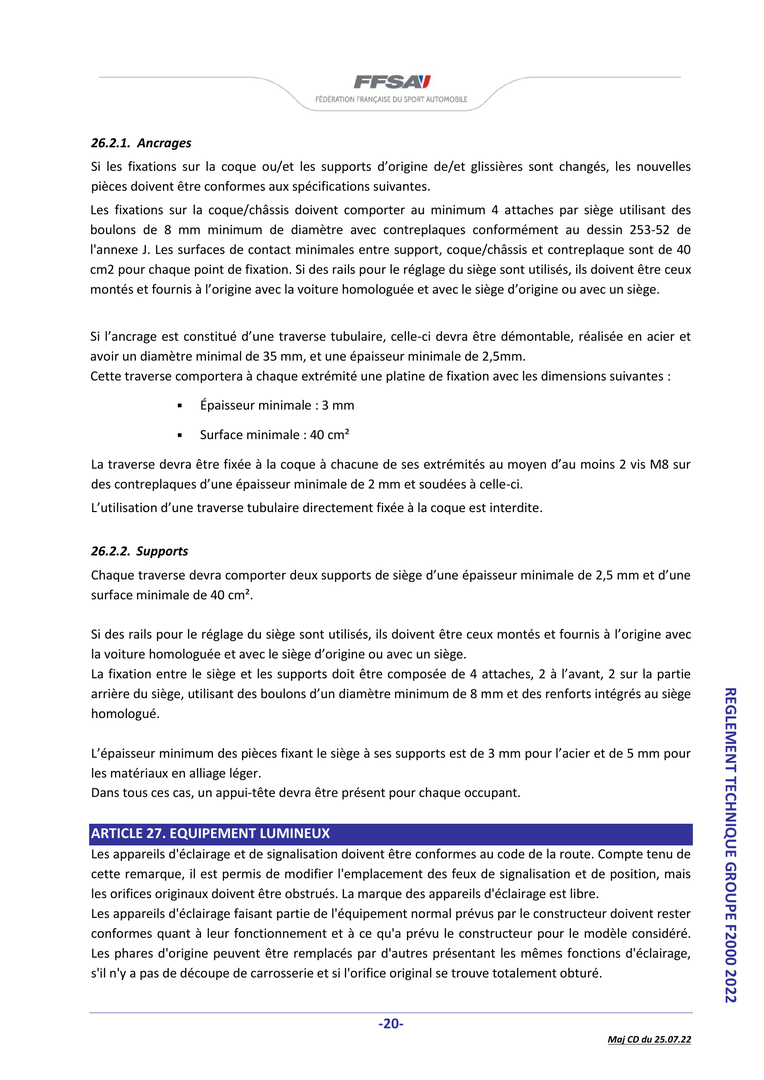 FFSA
FÉDÉRATION FRANÇAISE DU SPORT AUTOMOBILE
26.2.1. Ancrages
Si les fixations sur la coque ou/et les supports d’origine de/et glissières sont changés, les nouvelles
pièces doivent être conformes aux spécifications suivantes.
Les fixations sur la coque/châssis doivent comporter au minimum 4 attaches par siège utilisant des
boulons de 8 mm minimum de diamètre avec contreplaques conformément au dessin 253-52 de
l'annexe J. Les surfaces de contact minimales entre support, coque/châssis et contreplaque sont de 40
cm2 pour chaque point de fixation. Si des rails pour le réglage du siège sont utilisés, ils doivent être ceux
montés et fournis à l’origine avec la voiture homologuée et avec le siège d’origine ou avec un siège.
Si l’ancrage est constitué d’une traverse tubulaire, celle-ci devra être démontable, réalisée en acier et
avoir un diamètre minimal de 35 mm, et une épaisseur minimale de 2,5mm.
Cette traverse comportera à chaque extrémité une platine de fixation avec les dimensions suivantes :
▪ Épaisseur minimale : 3 mm
▪ Surface minimale : 40 cm²
La traverse devra être fixée à la coque à chacune de ses extrémités au moyen d’au moins 2 vis M8 sur
des contreplaques d’une épaisseur minimale de 2 mm et soudées à celle-ci.
L’utilisation d’une traverse tubulaire directement fixée à la coque est interdite.
26.2.2. Supports
Chaque traverse devra comporter deux supports de siège d’une épaisseur minimale de 2,5 mm et d’une
surface minimale de 40 cm².
Si des rails pour le réglage du siège sont utilisés, ils doivent être ceux montés et fournis à l’origine avec
la voiture homologuée et avec le siège d’origine ou avec un siège.
La fixation entre le siège et les supports doit être composée de 4 attaches, 2 à l’avant, 2 sur la partie
arrière du siège, utilisant des boulons d’un diamètre minimum de 8 mm et des renforts intégrés au siège
homologué.
L’épaisseur minimum des pièces fixant le siège à ses supports est de 3 mm pour l’acier et de 5 mm pour
les matériaux en alliage léger.
Dans tous ces cas, un appui-tête devra être présent pour chaque occupant.
ARTICLE 27. EQUIPEMENT LUMINEUX
Les appareils d'éclairage et de signalisation doivent être conformes au code de la route. Compte tenu de
cette remarque, il est permis de modifier l'emplacement des feux de signalisation et de position, mais
les orifices originaux doivent être obstrués. La marque des appareils d'éclairage est libre.
Les appareils d'éclairage faisant partie de l'équipement normal prévus par le constructeur doivent rester
conformes quant à leur fonctionnement et à ce qu'a prévu le constructeur pour le modèle considéré.
Les phares d'origine peuvent être remplacés par d'autres présentant les mêmes fonctions d'éclairage,
s'il n'y a pas de découpe de carrosserie et si l'orifice original se trouve totalement obturé.
REGLEMENT TECHNIQUE GROUPE F2000 2022
-20-
Maj CD du 25.07.22